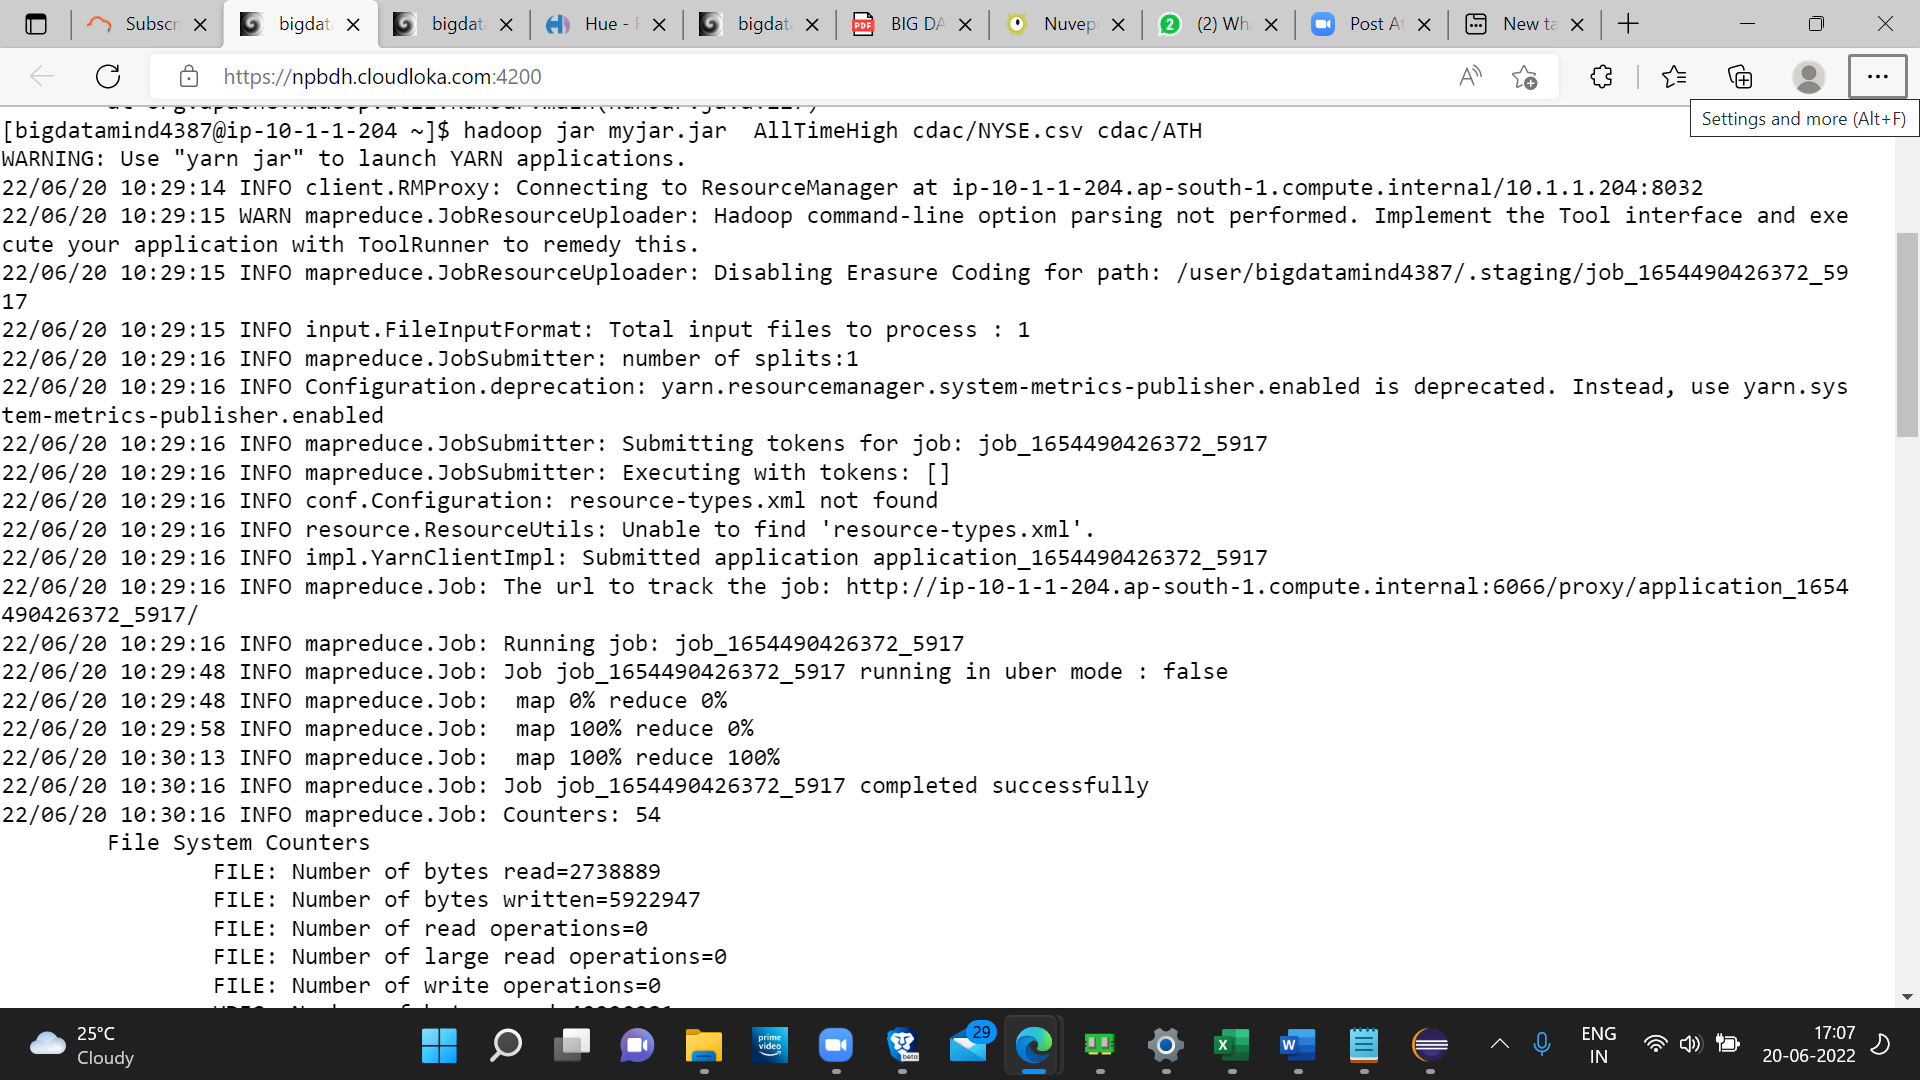 Subscr
bigdat
bigdat
Hue - F
bigdat
BIG DA
Nuvep
(2) Wh
Post At
New ta
https://npbdh.cloudloka.com:4200
Settings and more (Alt+F)
[bigdatamind4387@ip-10-1-1-204 ~]$ hadoop jar myjar.jar  AllTimeHigh cdac/NYSE.csv cdac/ATH
WARNING: Use "yarn jar" to launch YARN applications.
22/06/20 10:29:14 INFO client.RMProxy: Connecting to ResourceManager at ip-10-1-1-204.ap-south-1.compute.internal/10.1.1.204:8032
22/06/20 10:29:15 WARN mapreduce.JobResourceUploader: Hadoop command-line option parsing not performed. Implement the Tool interface and exe
cute your application with ToolRunner to remedy this.
22/06/20 10:29:15 INFO mapreduce.JobResourceUploader: Disabling Erasure Coding for path: /user/bigdatamind4387/.staging/job_1654490426372_59
17
22/06/20 10:29:15 INFO input.FileInputFormat: Total input files to process : 1
22/06/20 10:29:16 INFO mapreduce.JobSubmitter: number of splits:1
22/06/20 10:29:16 INFO Configuration.deprecation: yarn.resourcemanager.system-metrics-publisher.enabled is deprecated. Instead, use yarn.sys
tem-metrics-publisher.enabled
22/06/20 10:29:16 INFO mapreduce.JobSubmitter: Submitting tokens for job: job_1654490426372_5917
22/06/20 10:29:16 INFO mapreduce.JobSubmitter: Executing with tokens: []
22/06/20 10:29:16 INFO conf.Configuration: resource-types.xml not found
22/06/20 10:29:16 INFO resource.ResourceUtils: Unable to find 'resource-types.xml'.
22/06/20 10:29:16 INFO impl.YarnClientImpl: Submitted application application_1654490426372_5917
22/06/20 10:29:16 INFO mapreduce.Job: The url to track the job: http://ip-10-1-1-204.ap-south-1.compute.internal:6066/proxy/application_1654
490426372_5917/
22/06/20 10:29:16 INFO mapreduce.Job: Running job: job_1654490426372_5917
22/06/20 10:29:48 INFO mapreduce.Job: Job job_1654490426372_5917 running in uber mode : false
22/06/20 10:29:48 INFO mapreduce.Job:  map 0% reduce 0%
22/06/20 10:29:58 INFO mapreduce.Job:  map 100% reduce 0%
22/06/20 10:30:13 INFO mapreduce.Job:  map 100% reduce 100%
22/06/20 10:30:16 INFO mapreduce.Job: Job job_1654490426372_5917 completed successfully
22/06/20 10:30:16 INFO mapreduce.Job: Counters: 54
File System Counters
FILE: Number of bytes read=2738889
FILE: Number of bytes written=5922947
FILE: Number of read operations=0
FILE: Number of large read operations=0
FILE: Number of write operations=0
25°C
Cloudy
prime video
beta
29
ENG
IN
17:07
20-06-2022